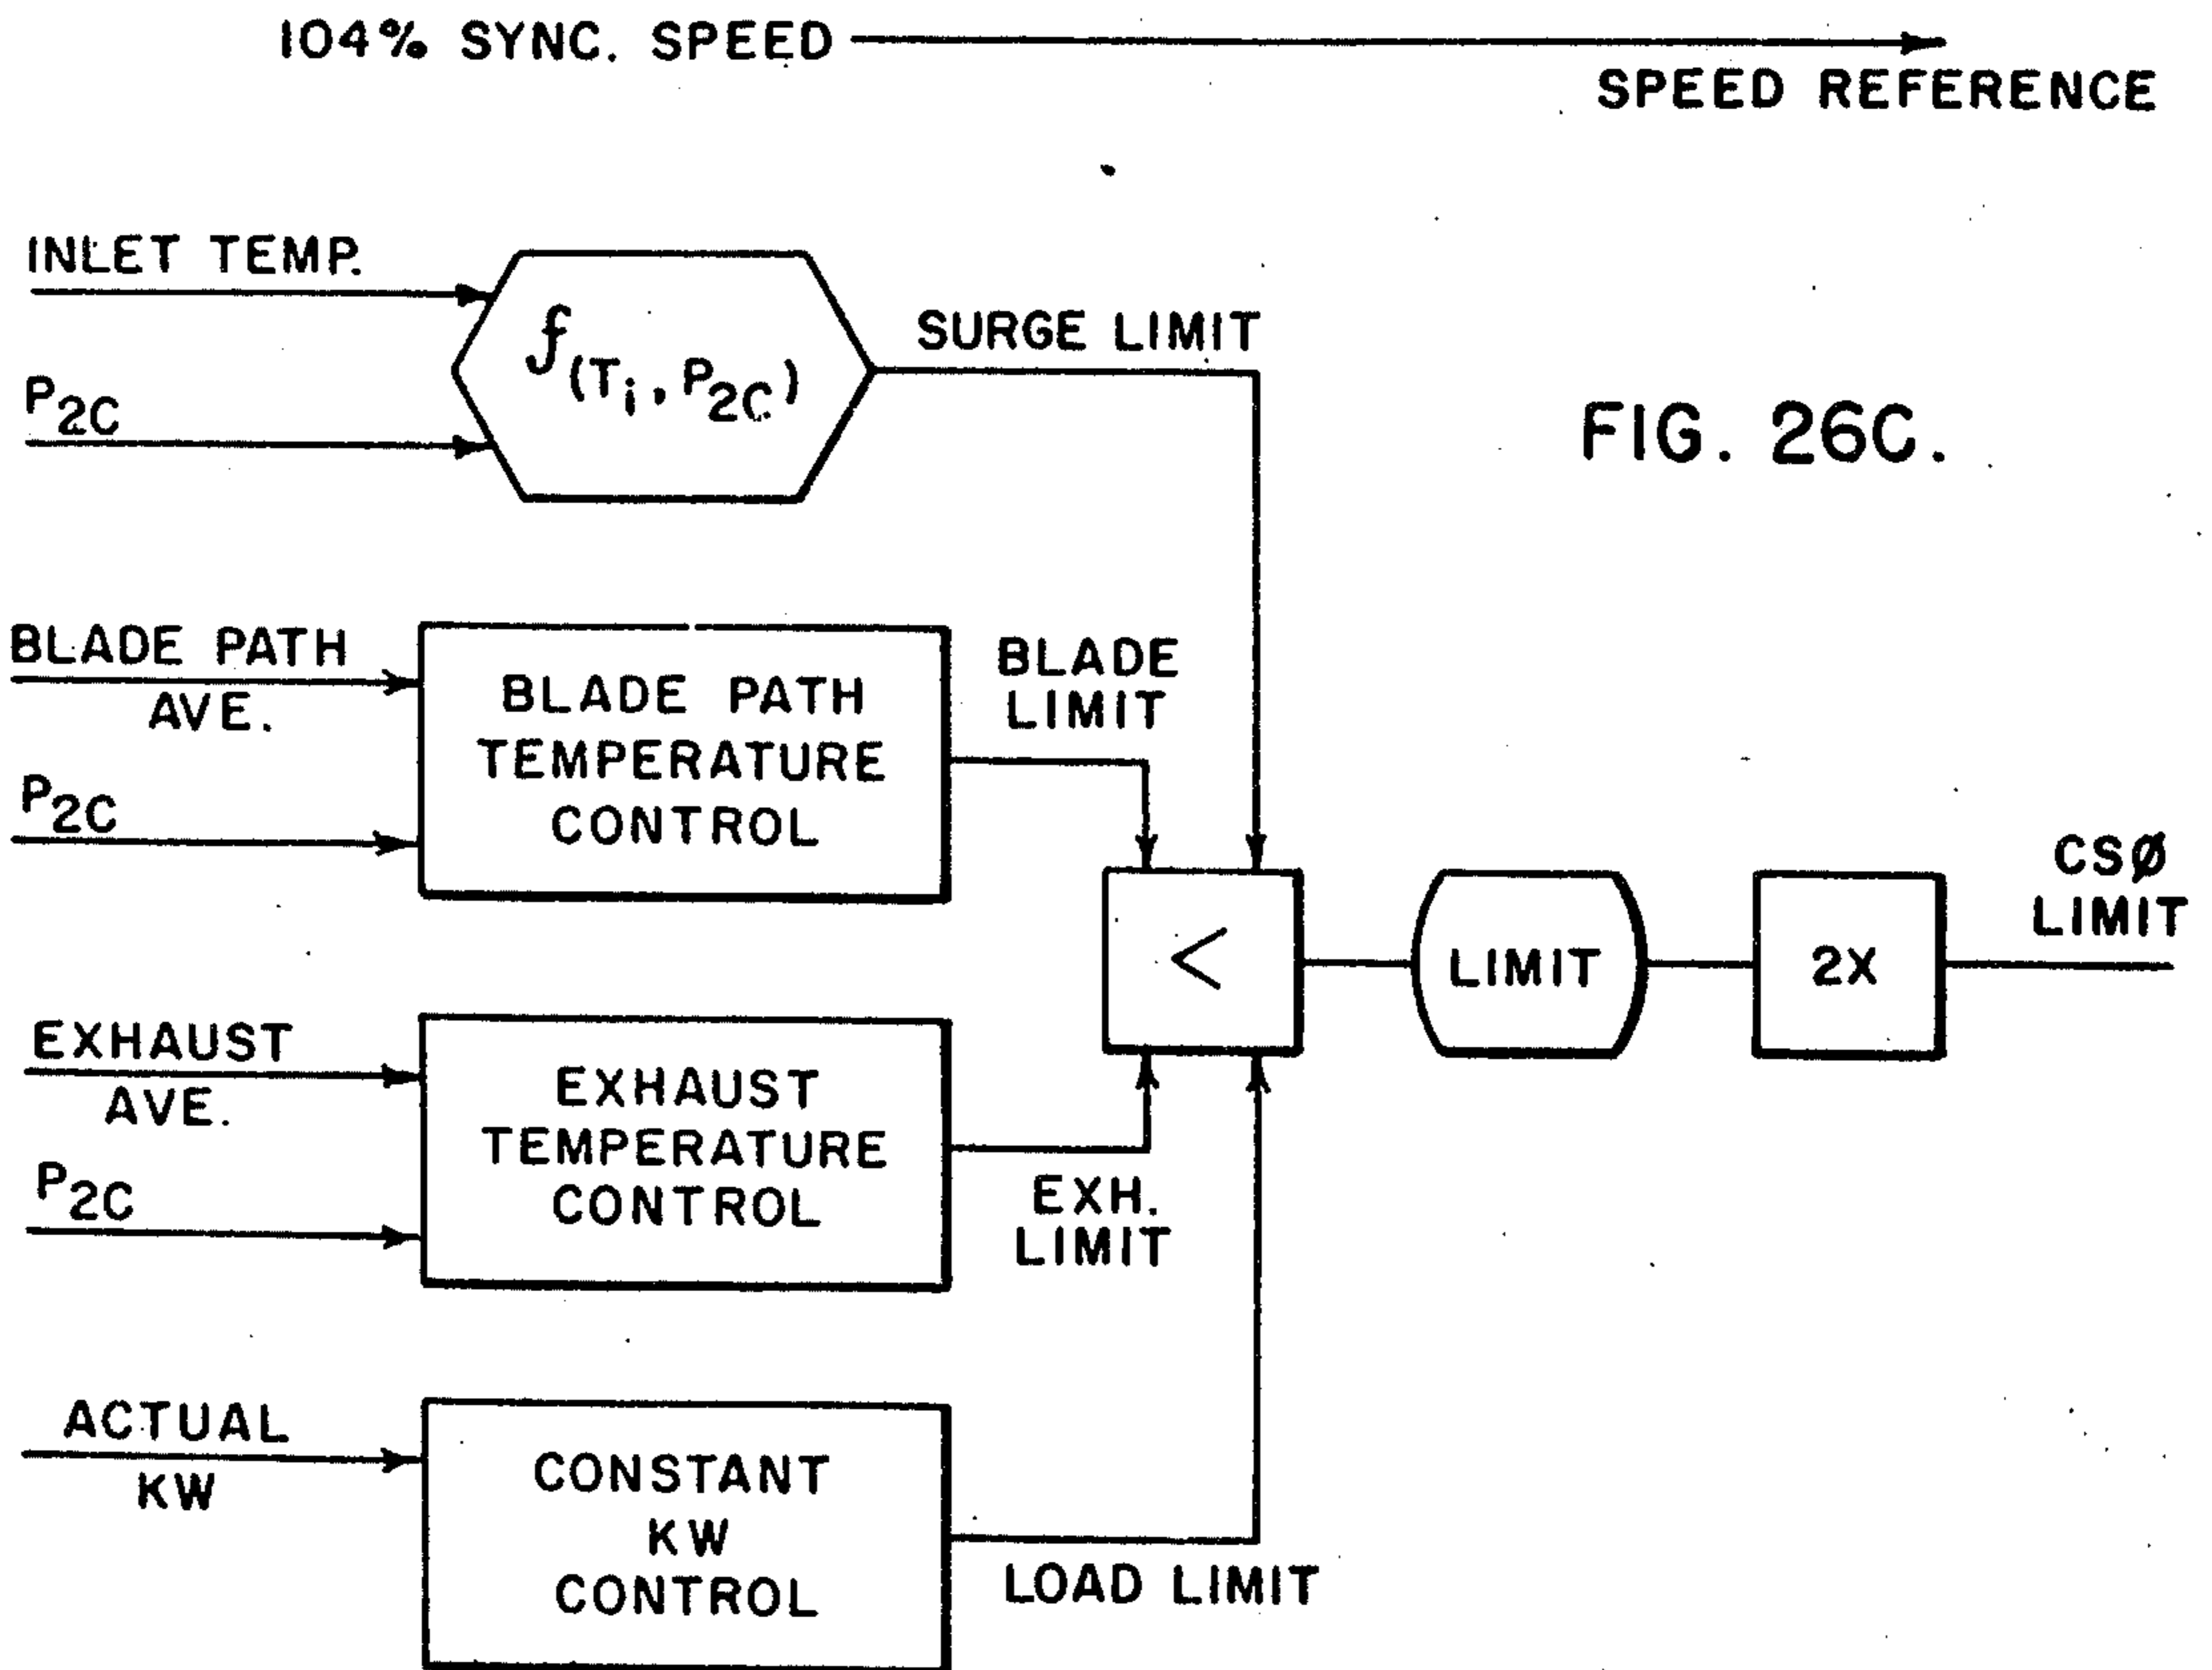 104% SYNC. SPEED
SPEED REFERENCE
INLET TEMP.
P2C
f(Ti, P2C)
SURGE LIMIT
FIG. 26C.
BLADE PATH
AVE.
P2C
BLADE PATH
TEMPERATURE
CONTROL
BLADE
LIMIT
<
LIMIT
2X
CSØ
LIMIT
EXHAUST
AVE.
P2C
EXHAUST
TEMPERATURE
CONTROL
EXH.
LIMIT
ACTUAL
KW
CONSTANT
KW
CONTROL
LOAD LIMIT